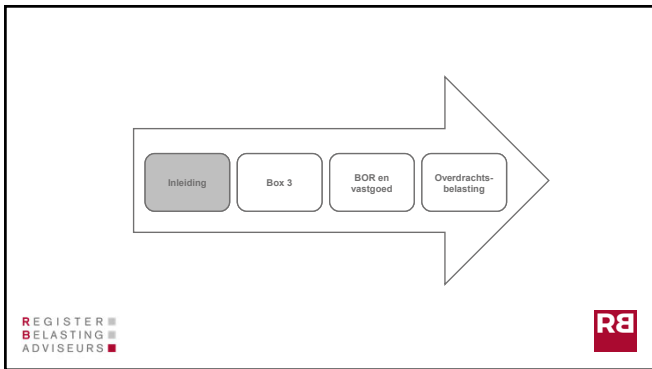 Inleiding
Box 3
BOR en
vastgoed
Overdrachts-
belasting
REGISTER
BELASTING
ADVISEURS
RB